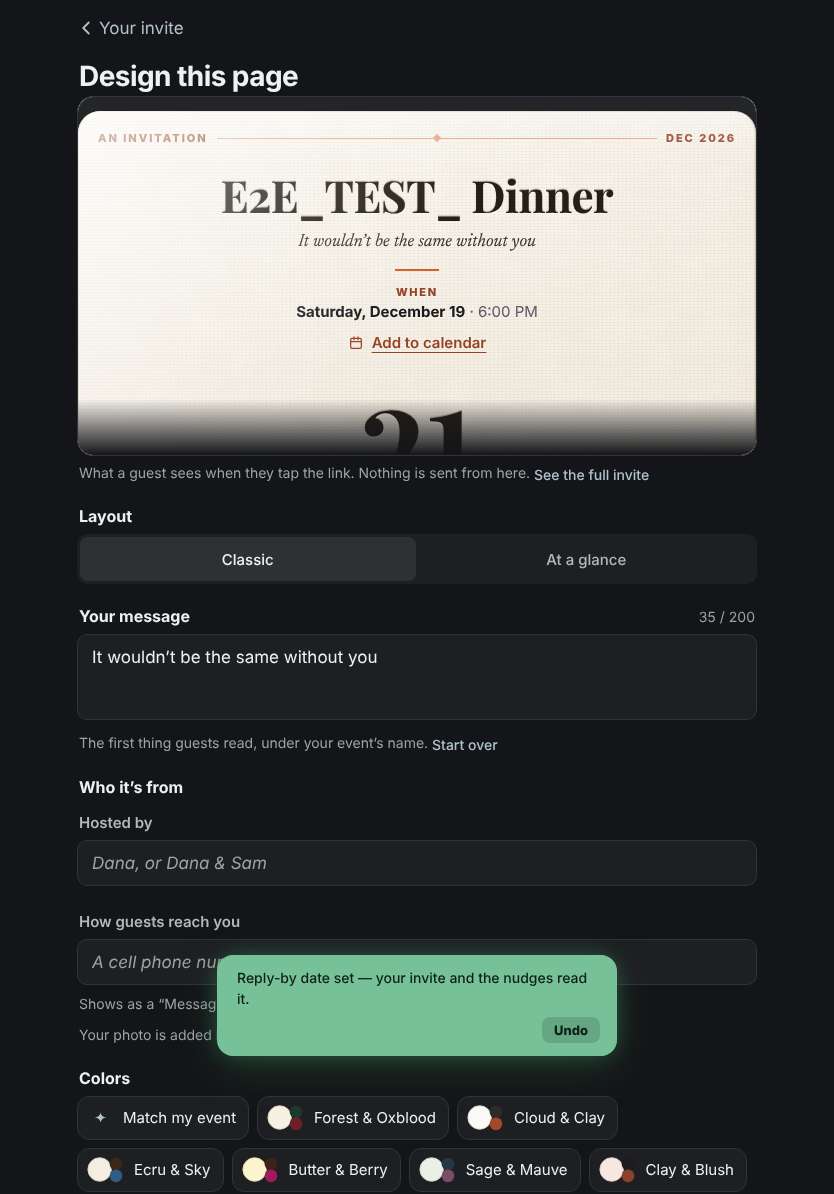 Your invite
Design this page
AN INVITATION
DEC 2026
E2E_TEST_ Dinner
It wouldn’t be the same without you
WHEN
Saturday, December 19 · 6:00 PM
Add to calendar
21
What a guest sees when they tap the link. Nothing is sent from here. See the full invite
Layout
Classic
At a glance
Your message
35 / 200
It wouldn’t be the same without you
The first thing guests read, under your event’s name. Start over
Who it’s from
Hosted by
Dana, or Dana & Sam
How guests reach you
A cell phone
Shows as a
Your photo is added
Reply-by date set — your invite and the nudges read
it.
Undo
Colors
Match my event
Forest & Oxblood
Cloud & Clay
Ecru & Sky
Butter & Berry
Sage & Mauve
Clay & Blush